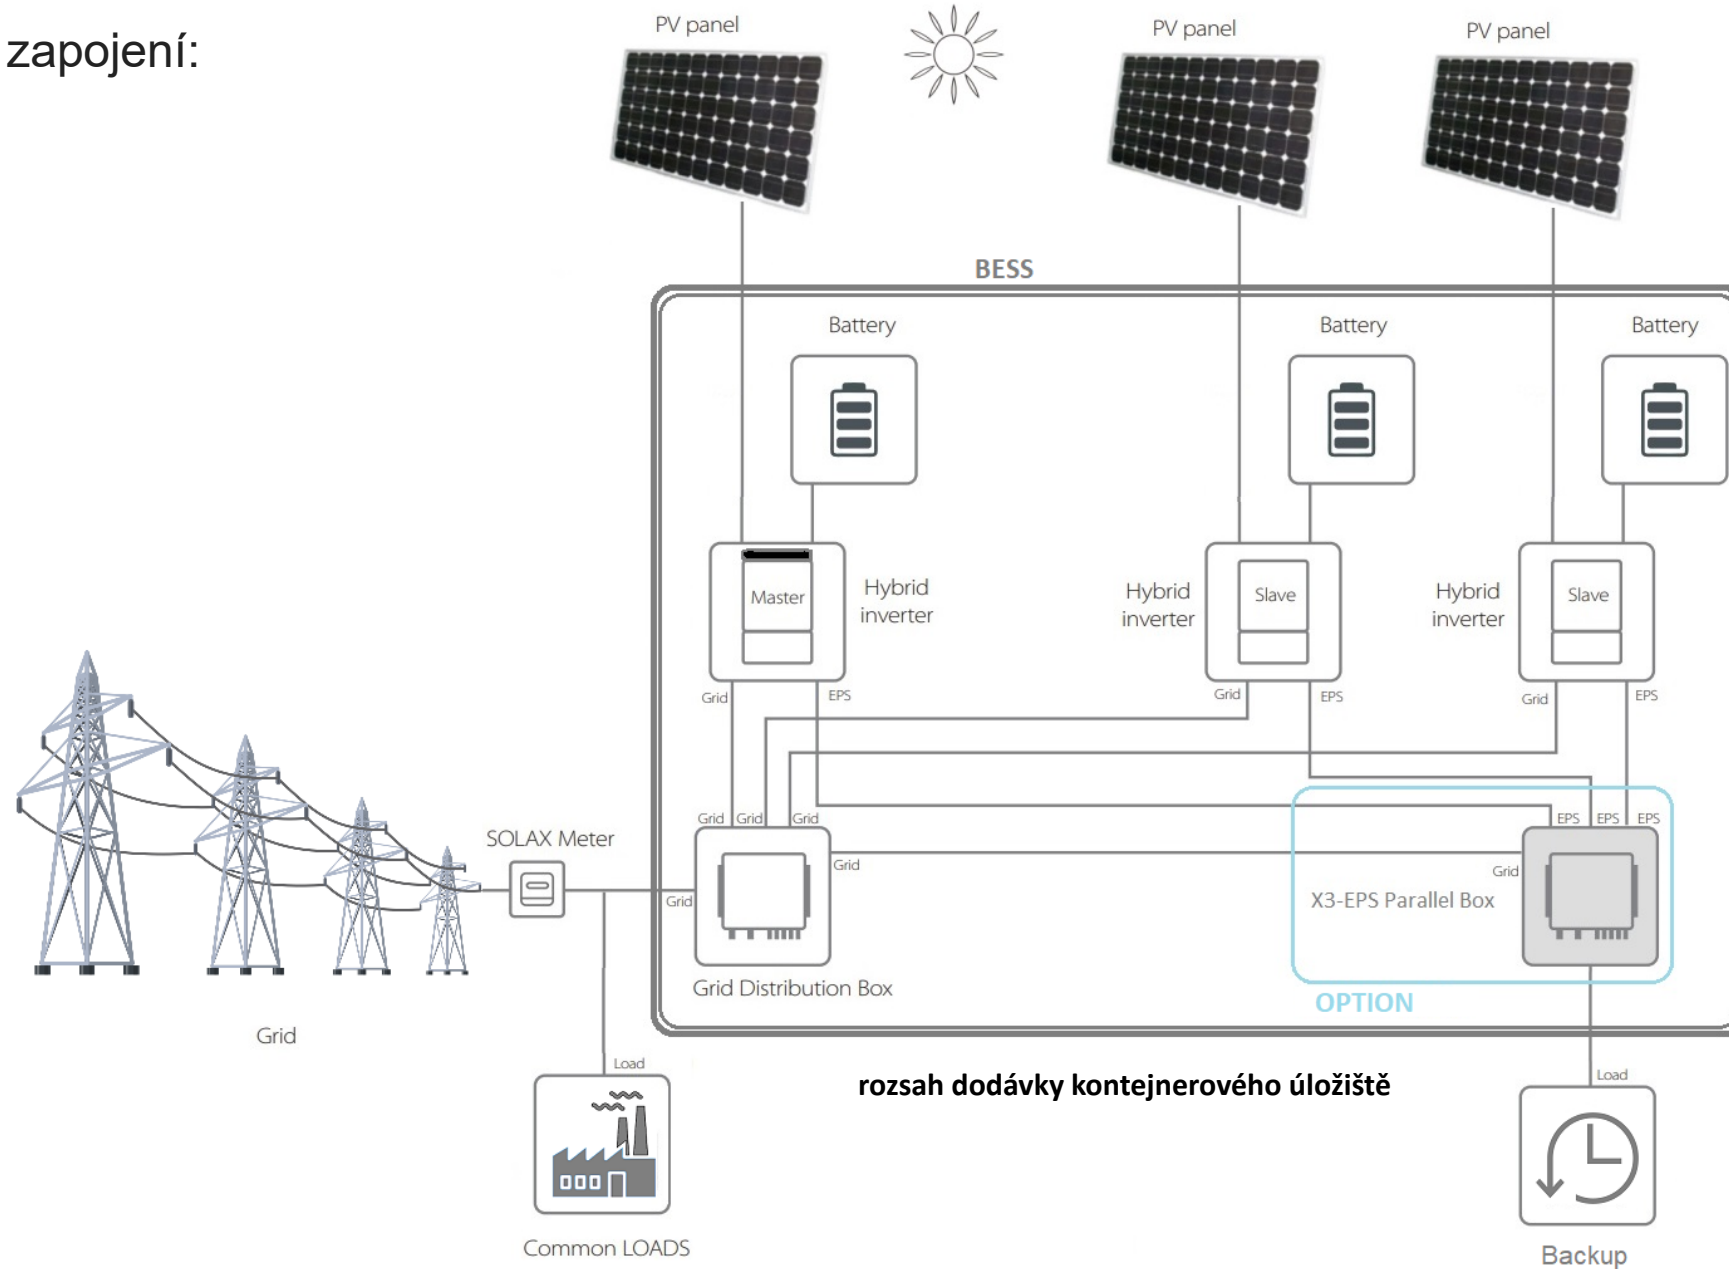 zapojení:
PV panel
PV panel
PV panel
BESS
Battery
Battery
Battery
Master
Hybrid
inverter
Hybrid
inverter
Slave
Hybrid
inverter
Slave
Grid
EPS
Grid
EPS
Grid
EPS
Grid
Grid
Grid
EPS
EPS
EPS
SOLAX Meter
Grid
Grid
Grid
X3-EPS Parallel Box
Grid Distribution Box
OPTION
Grid
Load
rozsah dodávky kontejnerového úložiště
Load
Common LOADS
Backup